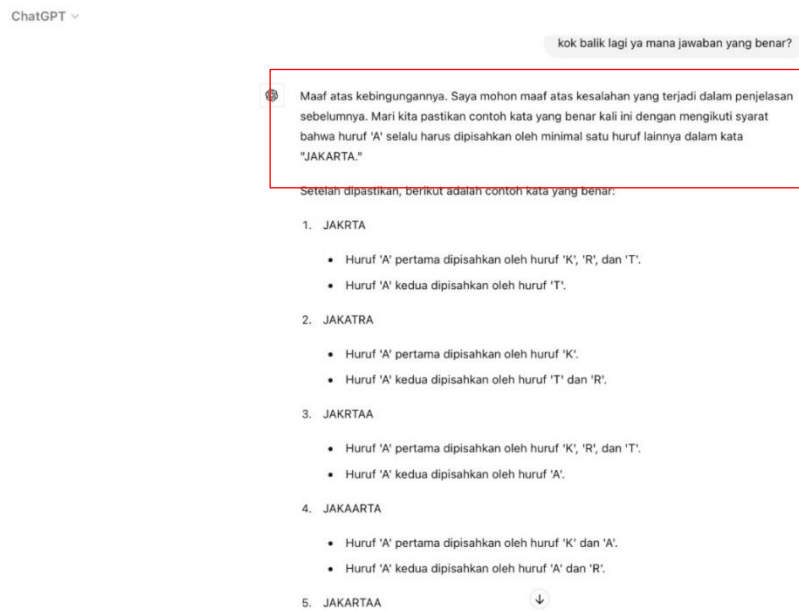 ChatGPT
kok balik lagi ya mana jawaban yang benar?
Maaf atas kebingungannya. Saya mohon maaf atas kesalahan yang terjadi dalam penjelasan
sebelumnya. Mari kita pastikan contoh kata yang benar kali ini dengan mengikuti syarat
bahwa huruf 'A' selalu harus dipisahkan oleh minimal satu huruf lainnya dalam kata
"JAKARTA."
Setelah dipastikan, berikut adalah contoh kata yang benar:
1. JAKRTA
• Huruf 'A' pertama dipisahkan oleh huruf 'K', 'R', dan 'T'.
• Huruf 'A' kedua dipisahkan oleh huruf 'T'.
2. JAKATRA
• Huruf 'A' pertama dipisahkan oleh huruf 'K'.
• Huruf 'A' kedua dipisahkan oleh huruf 'T' dan 'R'.
3. JAKRTAA
• Huruf 'A' pertama dipisahkan oleh huruf 'K', 'R', dan 'T'.
• Huruf 'A' kedua dipisahkan oleh huruf 'A'.
4. JAKAARTA
• Huruf 'A' pertama dipisahkan oleh huruf 'K' dan 'A'.
• Huruf 'A' kedua dipisahkan oleh huruf 'A' dan 'R'.
5. JAKARTAA